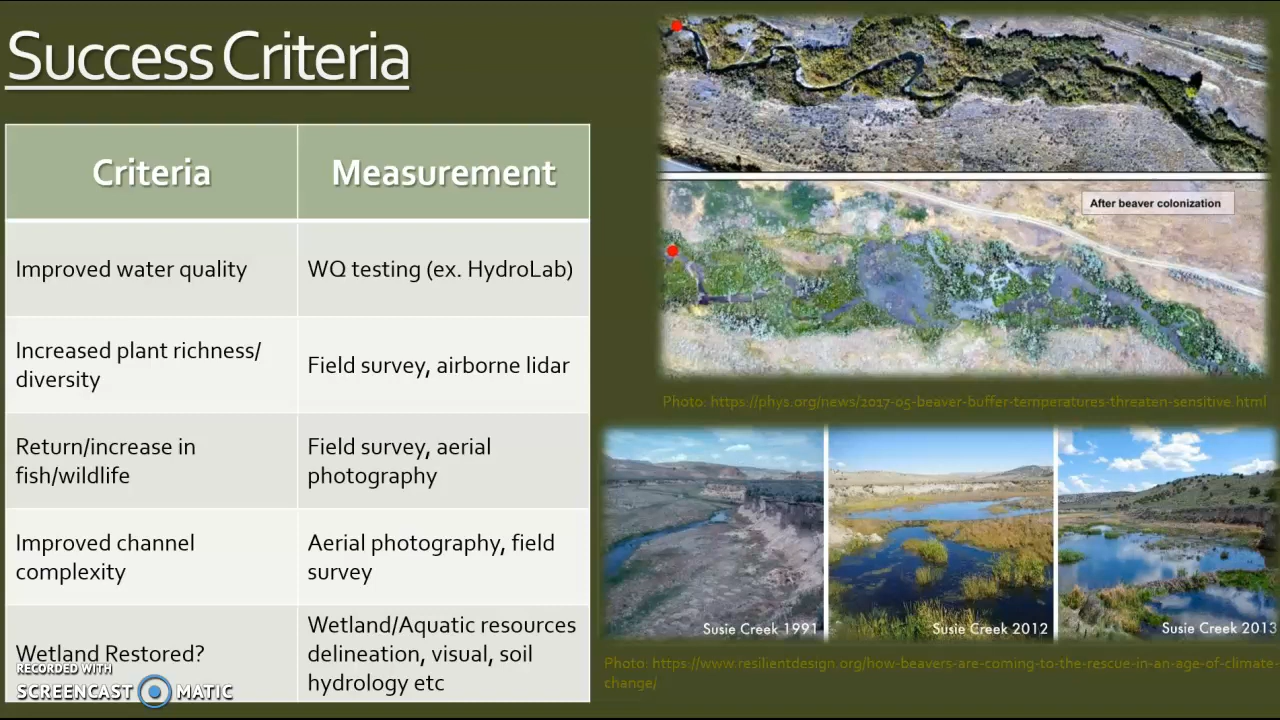 Success Criteria
Criteria
Measurement
Improved water quality
WQ testing (ex. HydroLab)
Increased plant richness/
diversity
Field survey, airborne lidar
Return/increase in
fish/wildlife
Field survey, aerial
photography
Improved channel
complexity
Aerial photography, field
survey
Wetland Restored?
Wetland/Aquatic resources
delineation, visual, soil
hydrology etc
RECORDED WITH
SCREENCAST MATIC
After beaver colonization
Photo: https://phys.org/news/2017-05-beaver-buffer-temperatures-threaten-sensitive.html
Susie Creek 1991
Susie Creek 2012
Susie Creek 2013
Photo: https://www.resilientdesign.org/how-beavers-are-coming-to-the-rescue-in-an-age-of-climate-
change/